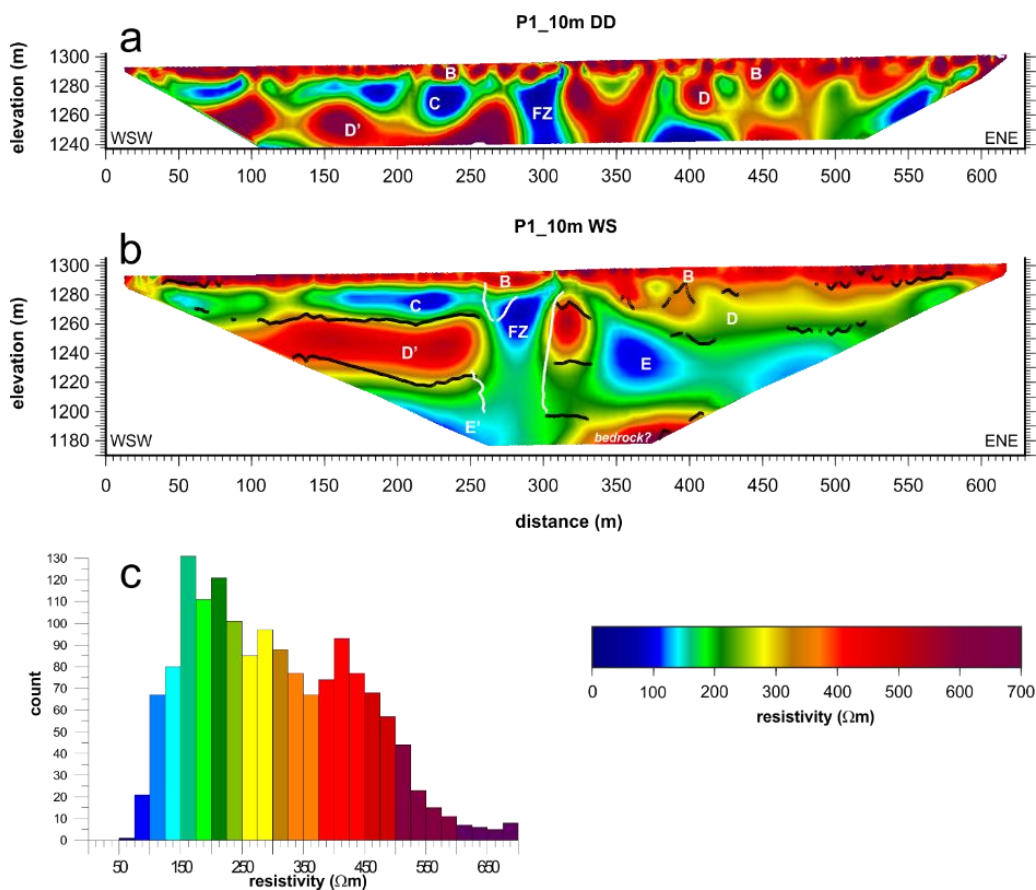 P1_10m DD
a
elevation (m)
1300
1280
1260
1240
B
B
C
D
D'
FZ
WSW
ENE
0 50 100 150 200 250 300 350 400 450 500 550 600
P1_10m WS
b
elevation (m)
1300
1280
1260
1240
1220
1200
1180
B
B
C
FZ
D
D'
E
E'
bedrock?
WSW
ENE
0 50 100 150 200 250 300 350 400 450 500 550 600
distance (m)
c
count
130
120
110
100
90
80
70
60
50
40
30
20
10
0
50 150 250 350 450 550 650
resistivity (Ωm)
0 100 200 300 400 500 600 700
resistivity (Ωm)